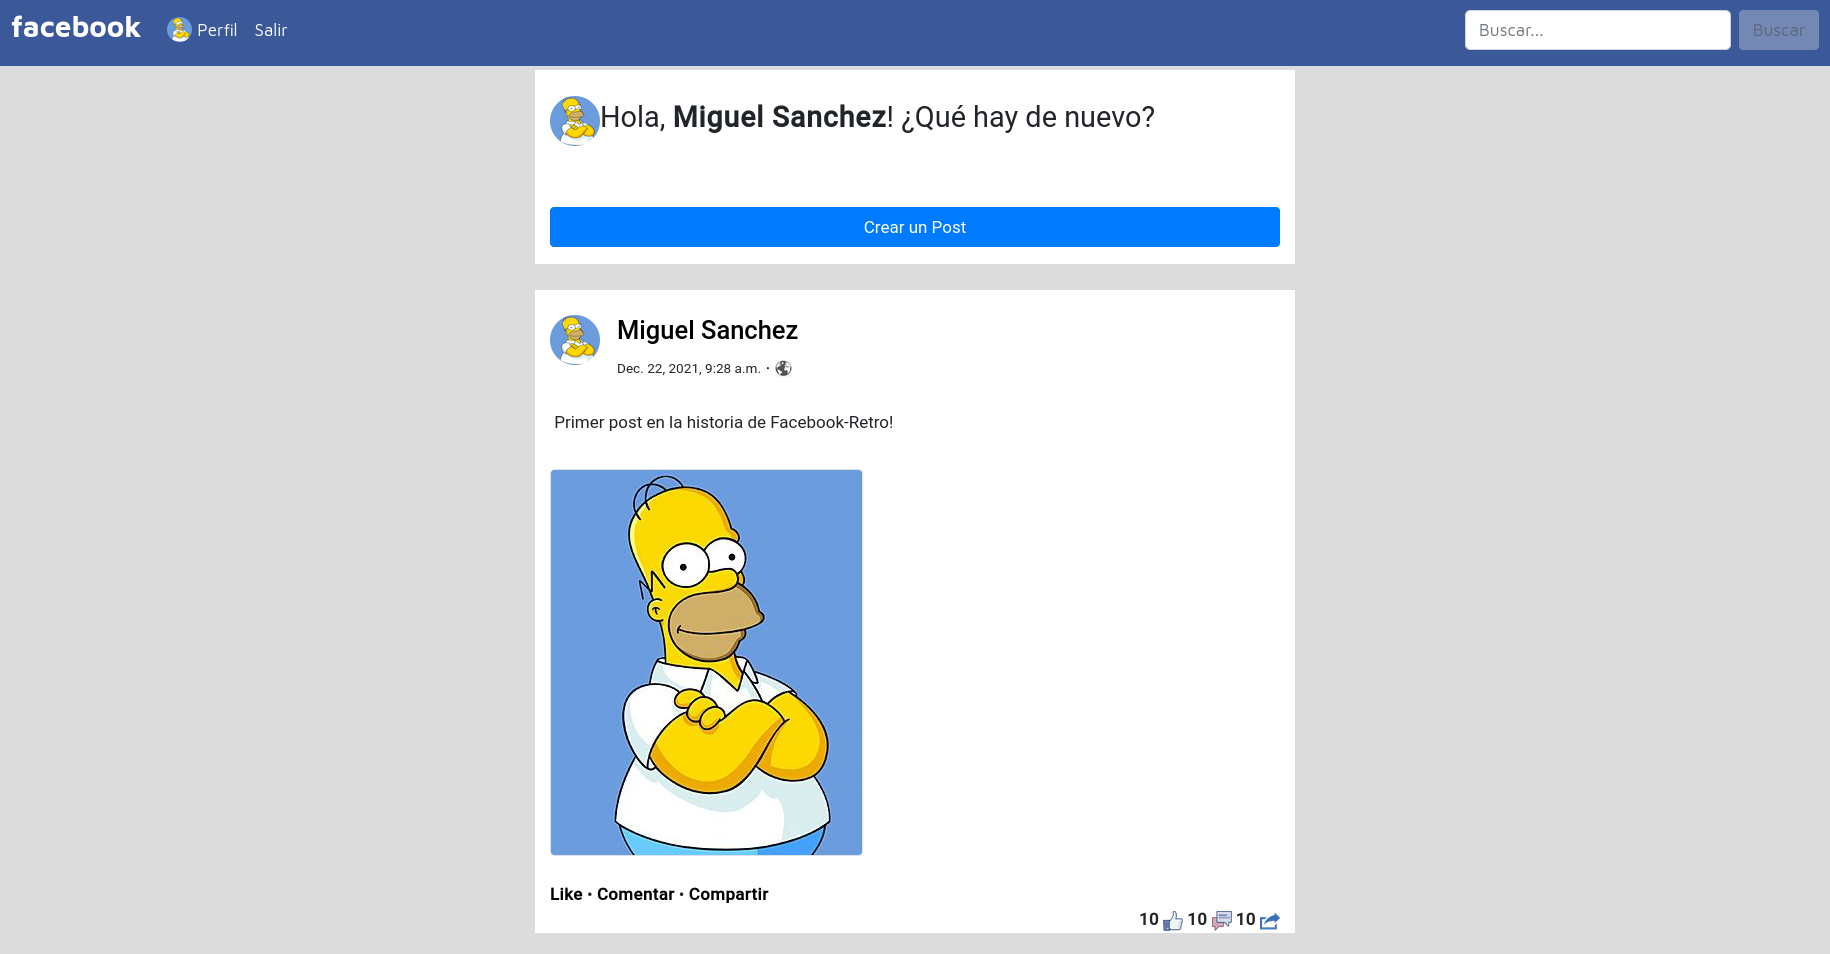 facebook Perfil Salir Buscar... Buscar
Hola, Miguel Sanchez! ¿Qué hay de nuevo?
Crear un Post
Miguel Sanchez
Dec. 22, 2021, 9:28 a.m. ·
Primer post en la historia de Facebook-Retro!
Like · Comentar · Compartir
10 10 10